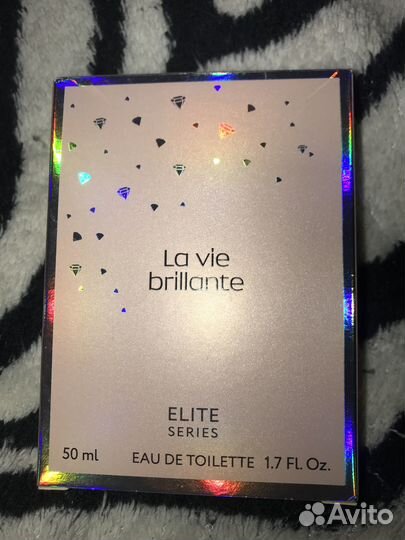 La vie
brillante
ELITE
SERIES
50 ml EAU DE TOILETTE 1.7 Fl. Oz.
Avito